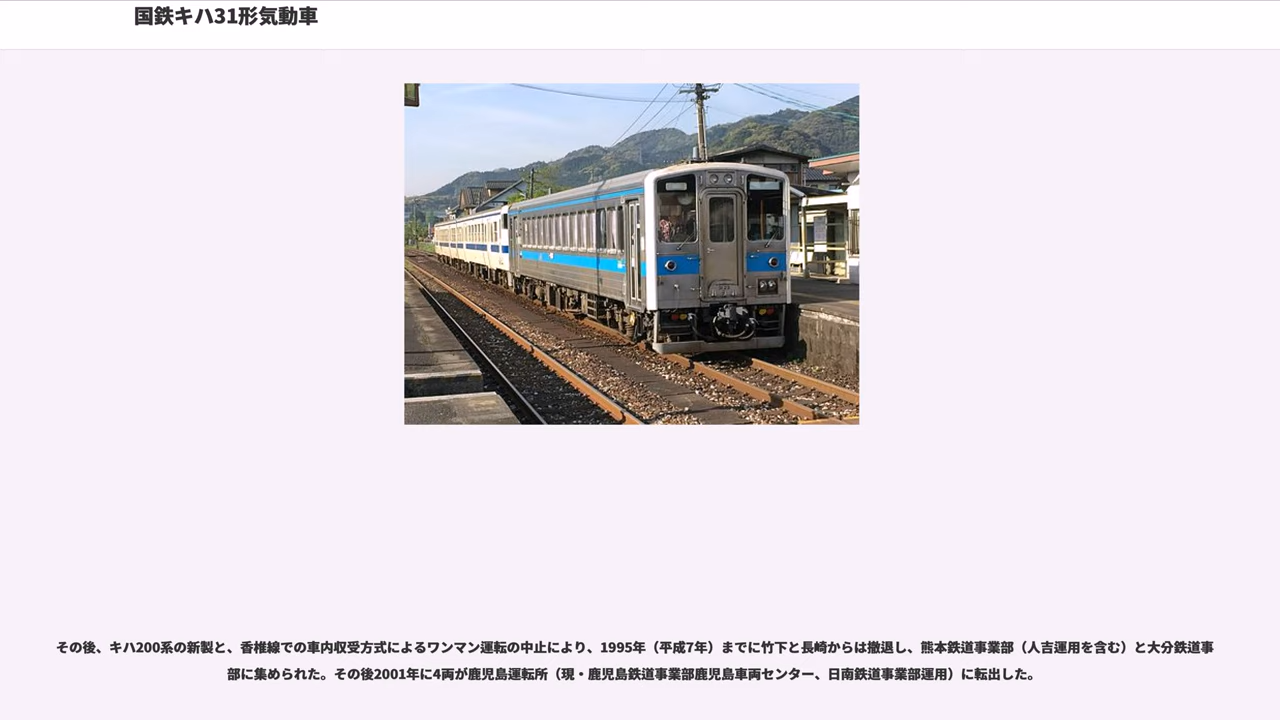 国鉄キハ31形気動車
その後、キハ200系の新製と、香椎線での車内収受方式によるワンマン運転の中止により、1995年（平成7年）までに竹下と長崎からは撤退し、熊本鉄道事業部（人吉運用を含む）と大分鉄道事
部に集められた。その後2001年に4両が鹿児島運転所（現・鹿児島鉄道事業部鹿児島車両センター、日南鉄道事業部運用）に転出した。